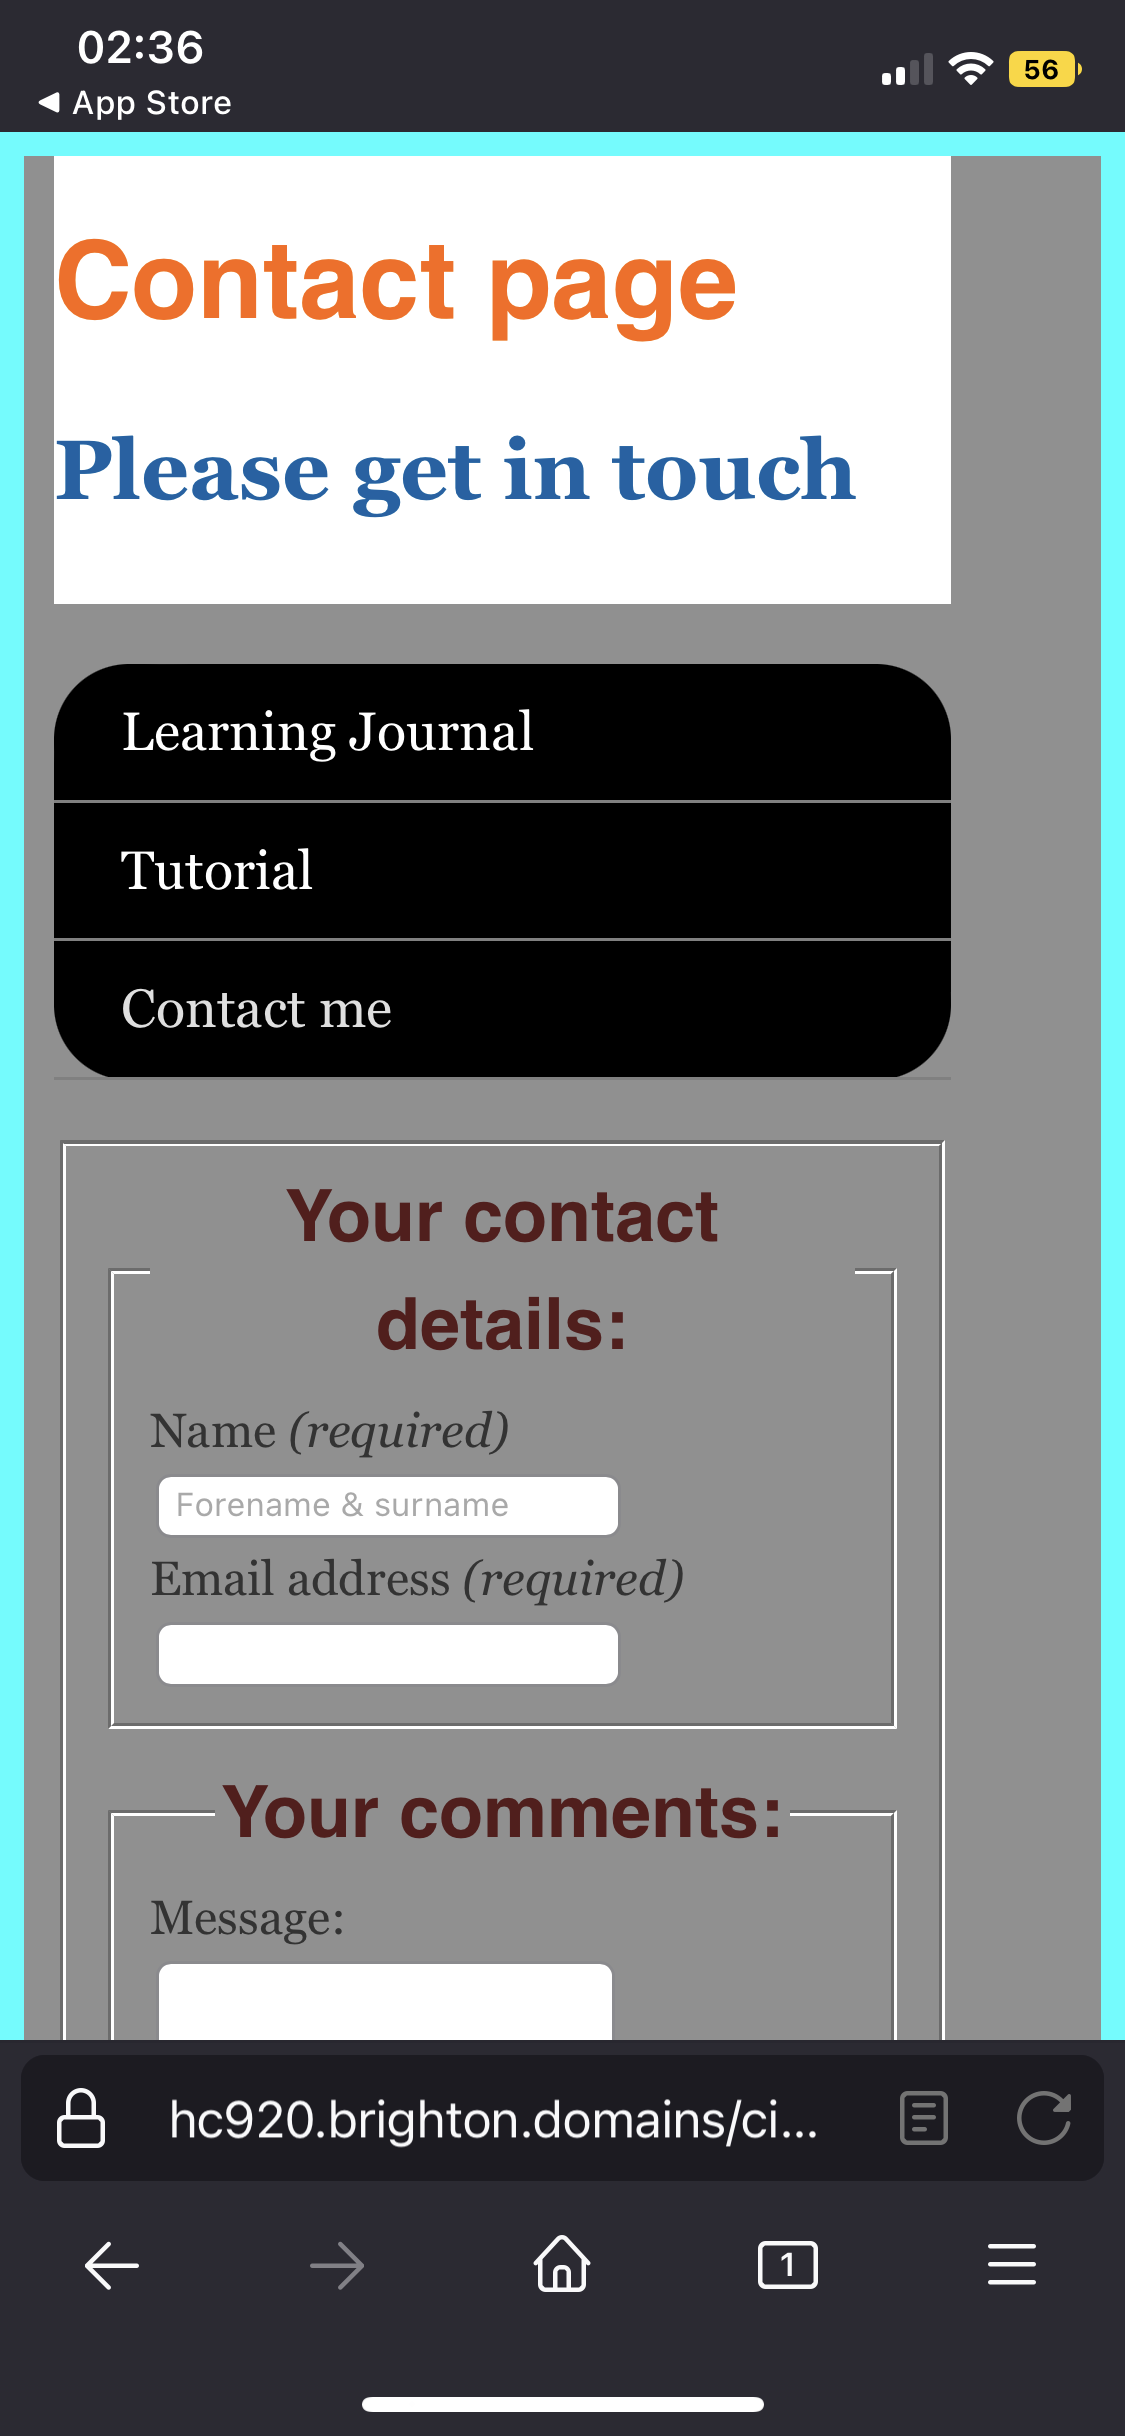 02:36
56
◀ App Store
Contact page
Please get in touch
Learning Journal
Tutorial
Contact me
Your contact
details:
Name (required)
Forename & surname
Email address (required)
Your comments:
Message:
hc920.brighton.domains/ci...
1